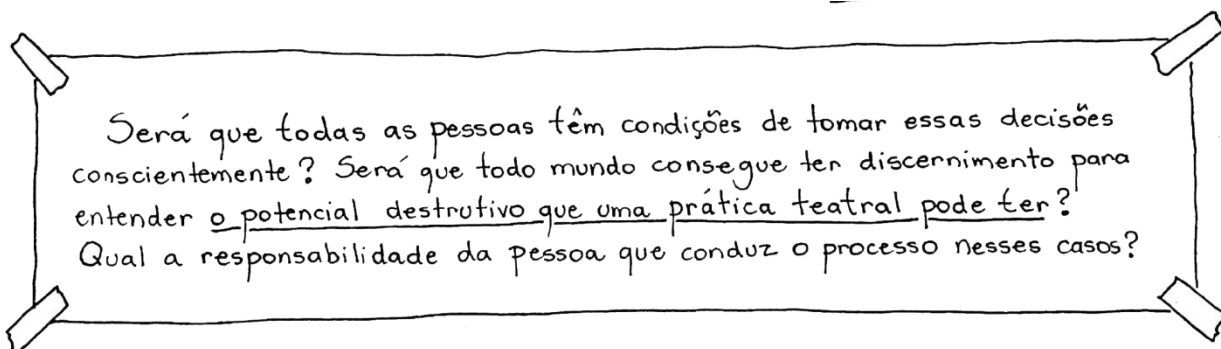 Será que todas as pessoas têm condições de tomar essas decisões
conscientemente? Será que todo mundo consegue ter discernimento para
entender o potencial destrutivo que uma prática teatral pode ter?
Qual a responsabilidade da pessoa que conduz o processo nesses casos?